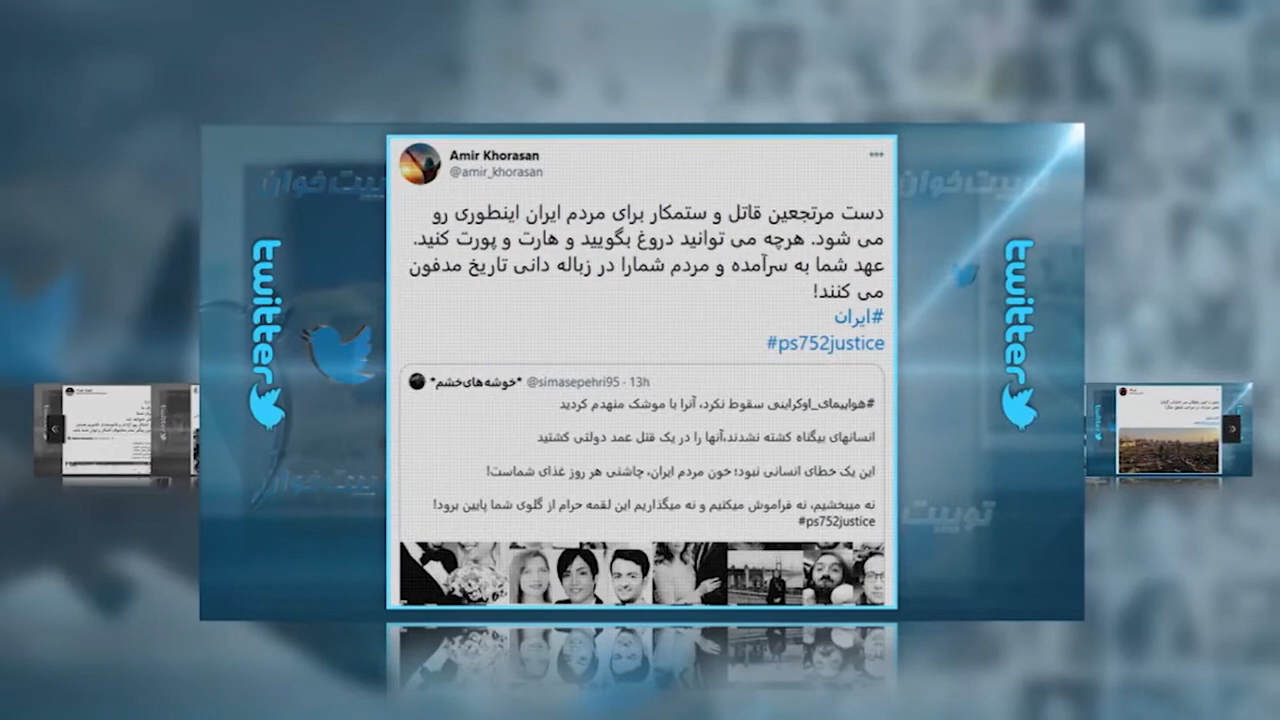 توییت‌خوان
توییت‌خوان
twitter
twitter
Amir Khorasan
@amir_khorasan
دست مرتجعین قاتل و ستمکار برای مردم ایران اینطوری رو
می شود. هرچه می توانید دروغ بگویید و هارت و پورت کنید.
عهد شما به سرآمده و مردم شمارا در زباله دانی تاریخ مدفون
می کنند!
#ایران
#ps752justice
*خوشه‌های‌خشم* @simasepehri95 · 13h
#هواپیمای_اوکراینی سقوط نکرد، آنرا با موشک منهدم کردید
انسانهای بیگناه کشته نشدند،آنها را در یک قتل عمد دولتی کشتید
این یک خطای انسانی نبود؛ خون مردم ایران، چاشنی هر روز غذای شماست!
نه میبخشیم، نه فراموش میکنیم و نه میگذاریم این لقمه حرام از گلوی شما پایین برود!
#ps752justice
توییت‌خوان
توییت